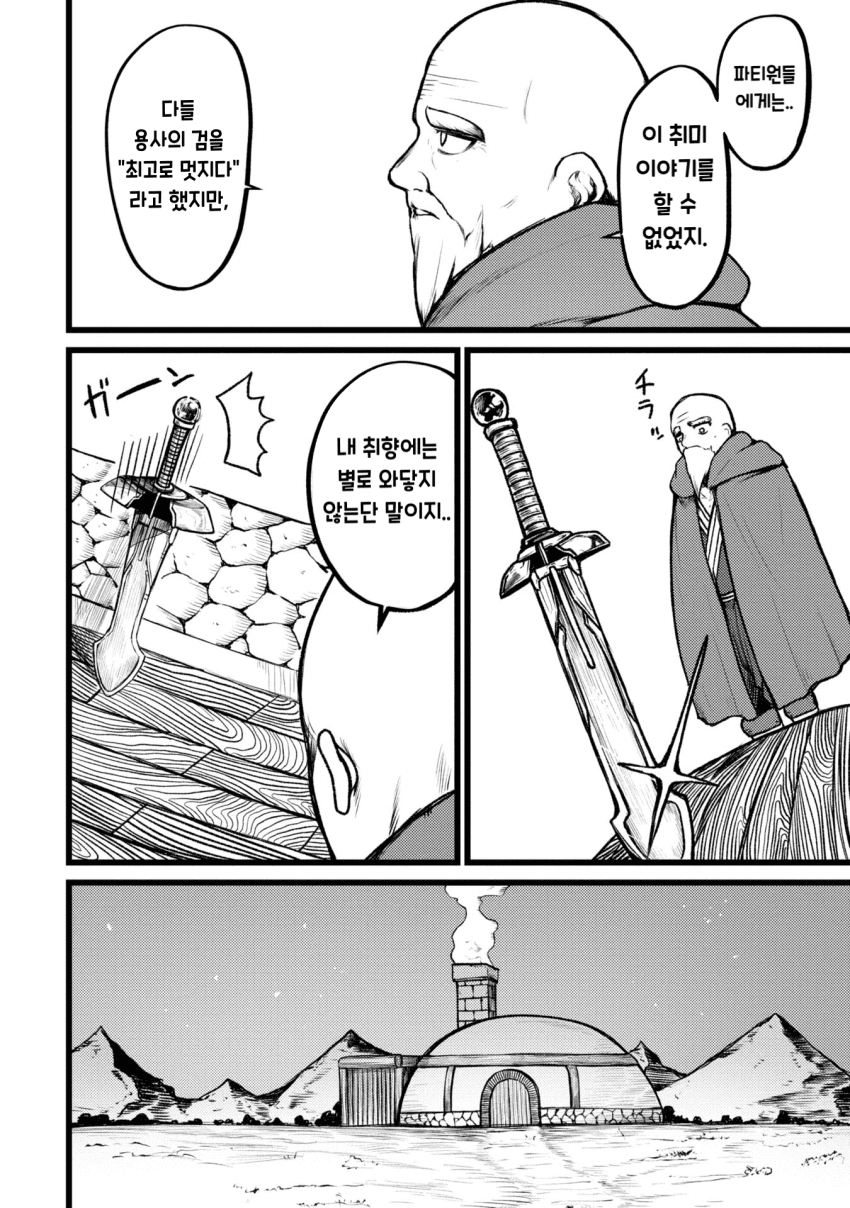 파티원들
에게는..
이 취미
이야기를
할 수
없었지.
다들
용사의 검을
"최고로 멋지다"
라고 했지만,
チラッ
내 취향에는
별로 와닿지
않는단 말이지..
ガーン